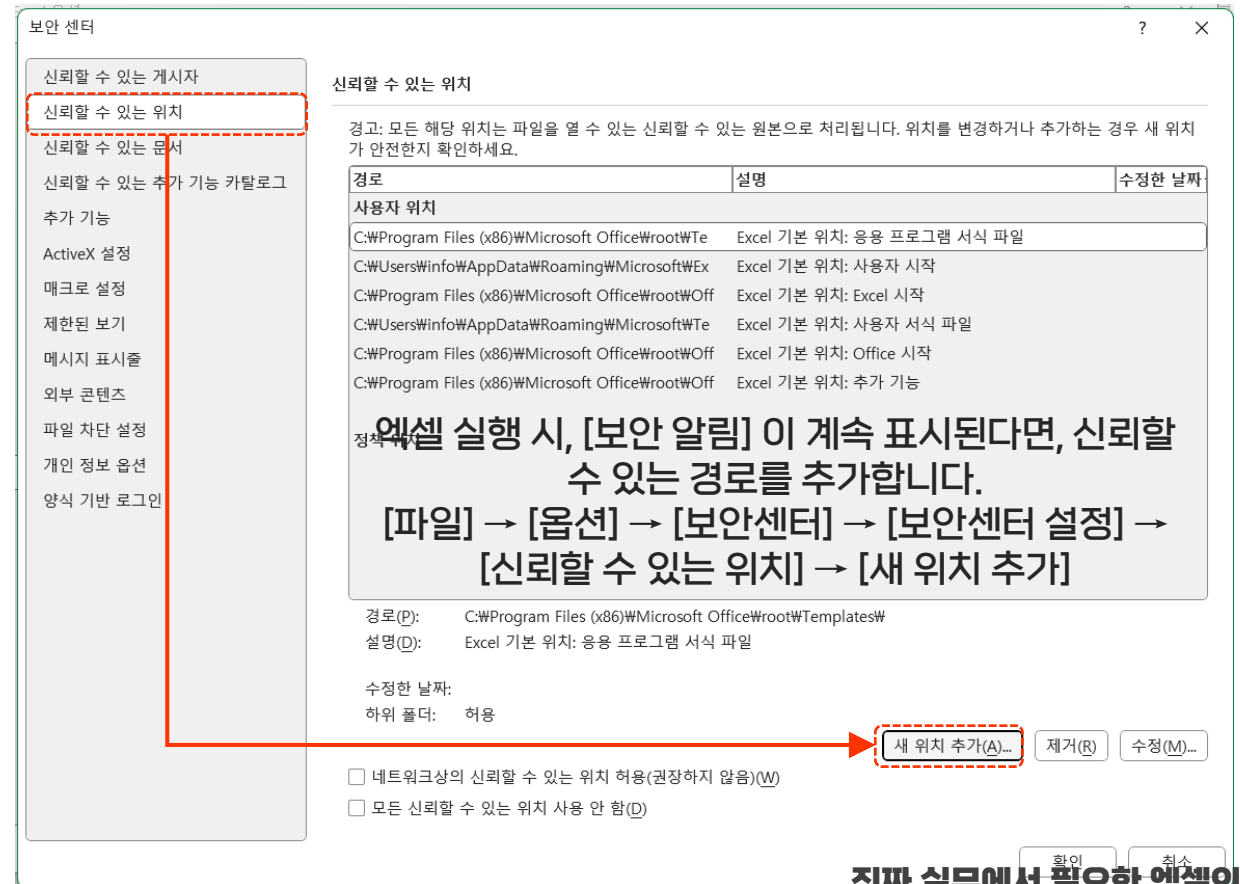 보안 센터
?
신뢰할 수 있는 게시자
신뢰할 수 있는 위치
신뢰할 수 있는 문서
신뢰할 수 있는 추가 기능 카탈로그
추가 기능
ActiveX 설정
매크로 설정
제한된 보기
메시지 표시줄
외부 콘텐츠
파일 차단 설정
개인 정보 옵션
양식 기반 로그인
신뢰할 수 있는 위치
경고: 모든 해당 위치는 파일을 열 수 있는 신뢰할 수 있는 원본으로 처리됩니다. 위치를 변경하거나 추가하는 경우 새 위치
가 안전한지 확인하세요.
경로 설명 수정한 날짜
사용자 위치
C:₩Program Files (x86)₩Microsoft Office₩root₩Te Excel 기본 위치: 응용 프로그램 서식 파일
C:₩Users₩info₩AppData₩Roaming₩Microsoft₩Ex Excel 기본 위치: 사용자 시작
C:₩Program Files (x86)₩Microsoft Office₩root₩Off Excel 기본 위치: Excel 시작
C:₩Users₩info₩AppData₩Roaming₩Microsoft₩Te Excel 기본 위치: 사용자 서식 파일
C:₩Program Files (x86)₩Microsoft Office₩root₩Off Excel 기본 위치: Office 시작
C:₩Program Files (x86)₩Microsoft Office₩root₩Off Excel 기본 위치: 추가 기능
정책 위치
엑셀 실행 시, [보안 알림] 이 계속 표시된다면, 신뢰할
수 있는 경로를 추가합니다.
[파일] → [옵션] → [보안센터] → [보안센터 설정] →
[신뢰할 수 있는 위치] → [새 위치 추가]
경로(P): C:₩Program Files (x86)₩Microsoft Office₩root₩Templates₩
설명(D): Excel 기본 위치: 응용 프로그램 서식 파일
수정한 날짜:
하위 폴더: 허용
새 위치 추가(A)... 제거(R) 수정(M)...
네트워크상의 신뢰할 수 있는 위치 허용(권장하지 않음)(W)
모든 신뢰할 수 있는 위치 사용 안 함(D)
확인 취소
진짜 실무에서 필요한